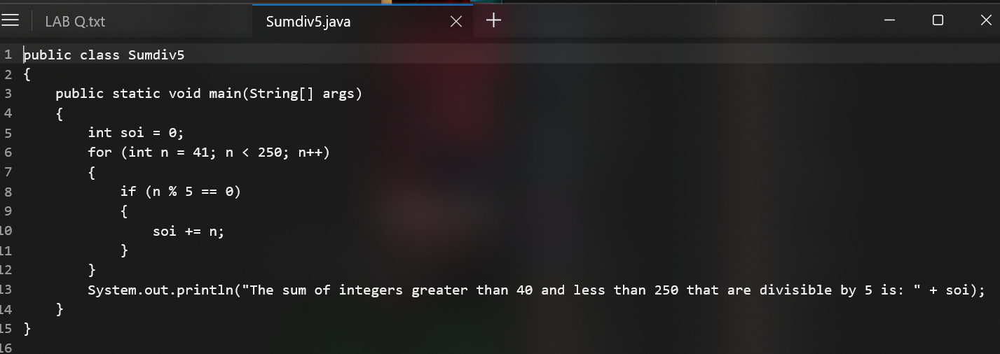 LAB Q.txt
Sumdiv5.java
1 public class Sumdiv5
2 {
3     public static void main(String[] args)
4     {
5         int soi = 0;
6         for (int n = 41; n < 250; n++)
7         {
8             if (n % 5 == 0)
9             {
10                soi += n;
11            }
12        }
13        System.out.println("The sum of integers greater than 40 and less than 250 that are divisible by 5 is: " + soi);
14    }
15 }
16